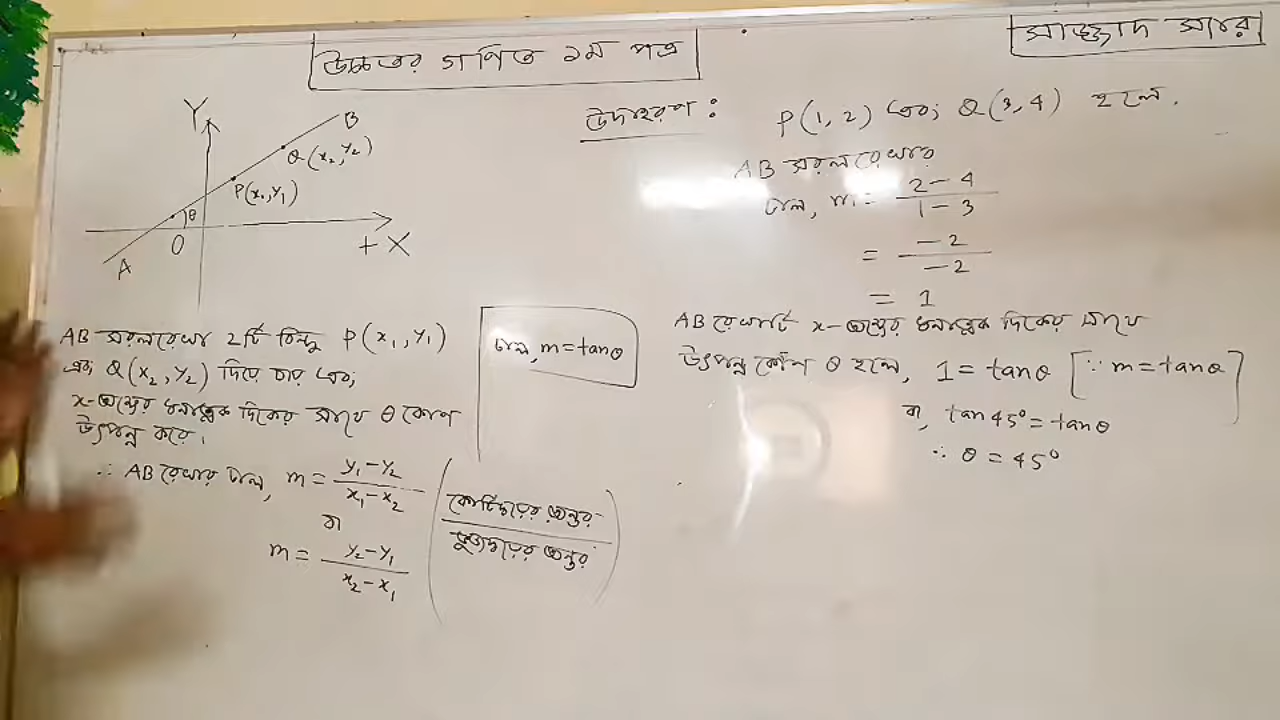 উচ্চতর গণিত ১ম পত্র
সাজ্জাদ স্যার
Y
B
Q(x₂, y₂)
P(x₁, y₁)
θ
O
+ X
A
AB সরলরেখা 2টি বিন্দু P(x₁, y₁)
এবং Q(x₂, y₂) দিয়ে যায় এবং
x-অক্ষের ধনাত্মক দিকের সাথে θ কোণ
উৎপন্ন করে।
∴ AB রেখার ঢাল, m = (y₁ – y₂)/(x₁ – x₂)
বা
m = (y₂ – y₁)/(x₂ – x₁)
কোটিদ্বয়ের অন্তর
ভুজদ্বয়ের অন্তর
ঢাল, m = tanθ
উদাহরণ :
P(1, 2) এবং Q(3, 4) হলে.
AB সরলরেখার
ঢাল, m = (2 – 4)/(1 – 3)
= (–2)/(–2)
= 1
AB রেখাটি x-অক্ষের ধনাত্মক দিকের সাথে
উৎপন্ন কোণ θ হলে, 1 = tanθ [∵ m = tanθ]
বা, tan 45° = tanθ
∴ θ = 45°